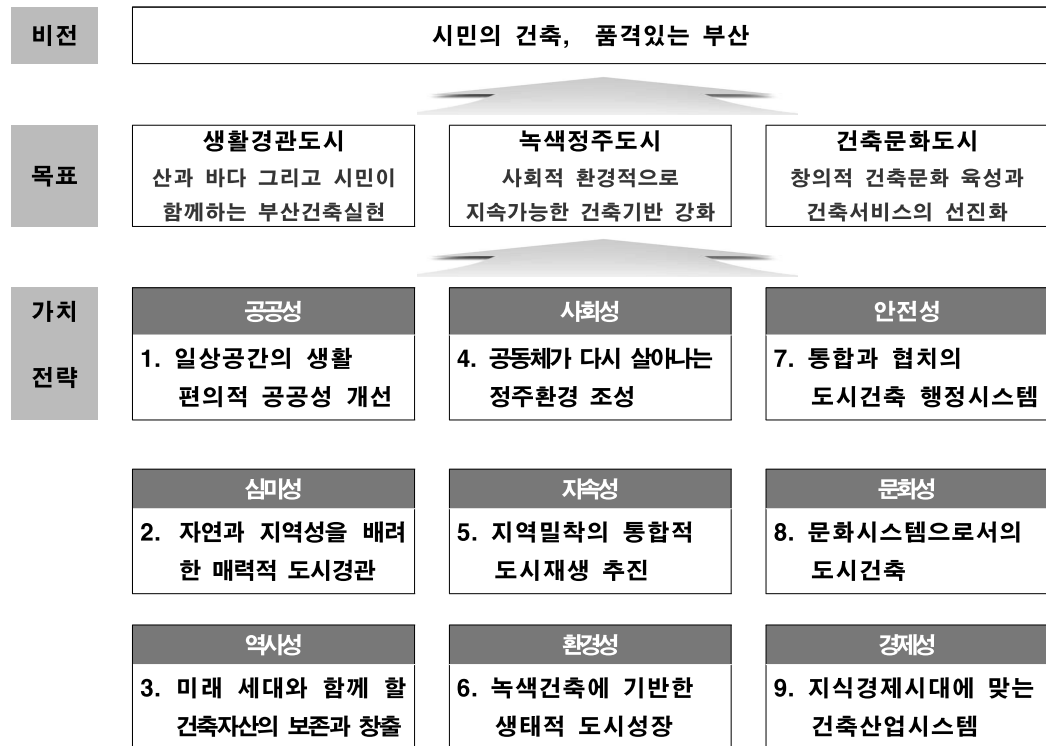 비전
시민의 건축, 품격있는 부산
목표
생활경관도시
산과 바다 그리고 시민이
함께하는 부산건축실현
녹색정주도시
사회적 환경적으로
지속가능한 건축기반 강화
건축문화도시
창의적 건축문화 육성과
건축서비스의 선진화
가치
전략
공공성
1. 일상공간의 생활
편의적 공공성 개선
사회성
4. 공동체가 다시 살아나는
정주환경 조성
안전성
7. 통합과 협치의
도시건축 행정시스템
심미성
2. 자연과 지역성을 배려
한 매력적 도시경관
지속성
5. 지역밀착의 통합적
도시재생 추진
문화성
8. 문화시스템으로서의
도시건축
역사성
3. 미래 세대와 함께 할
건축자산의 보존과 창출
환경성
6. 녹색건축에 기반한
생태적 도시성장
경제성
9. 지식경제시대에 맞는
건축산업시스템